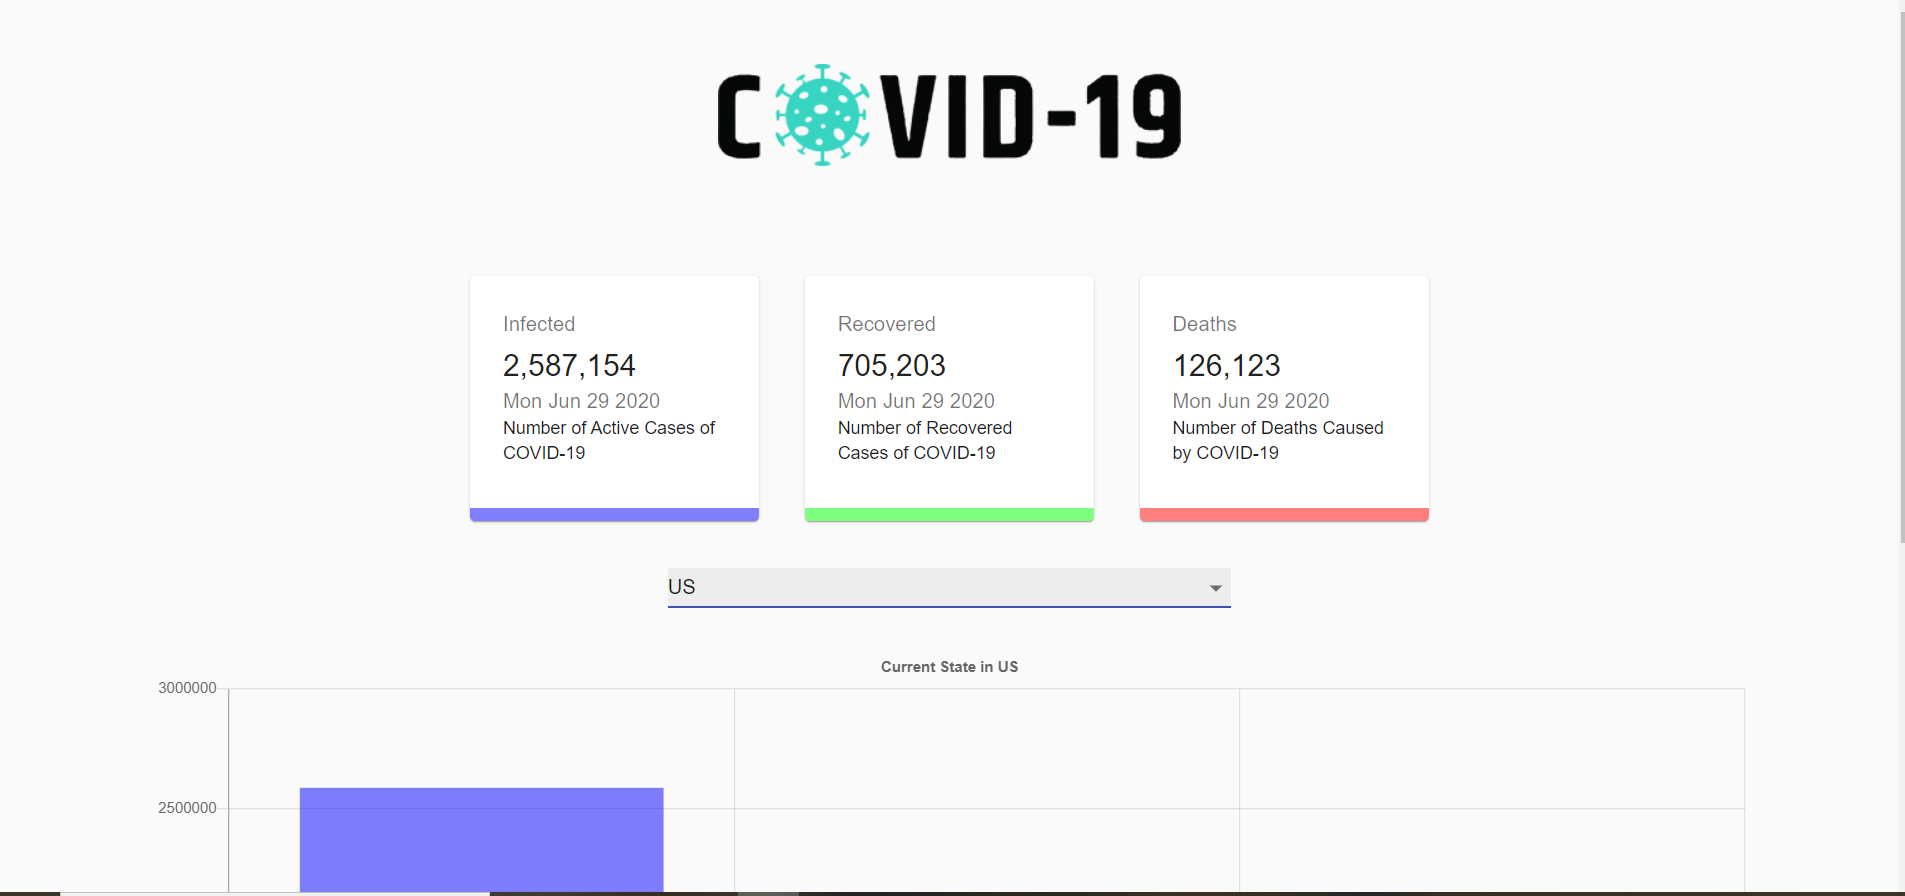 COVID-19
Infected
2,587,154
Mon Jun 29 2020
Number of Active Cases of
COVID-19
Recovered
705,203
Mon Jun 29 2020
Number of Recovered
Cases of COVID-19
Deaths
126,123
Mon Jun 29 2020
Number of Deaths Caused
by COVID-19
US
Current State in US
3000000
2500000